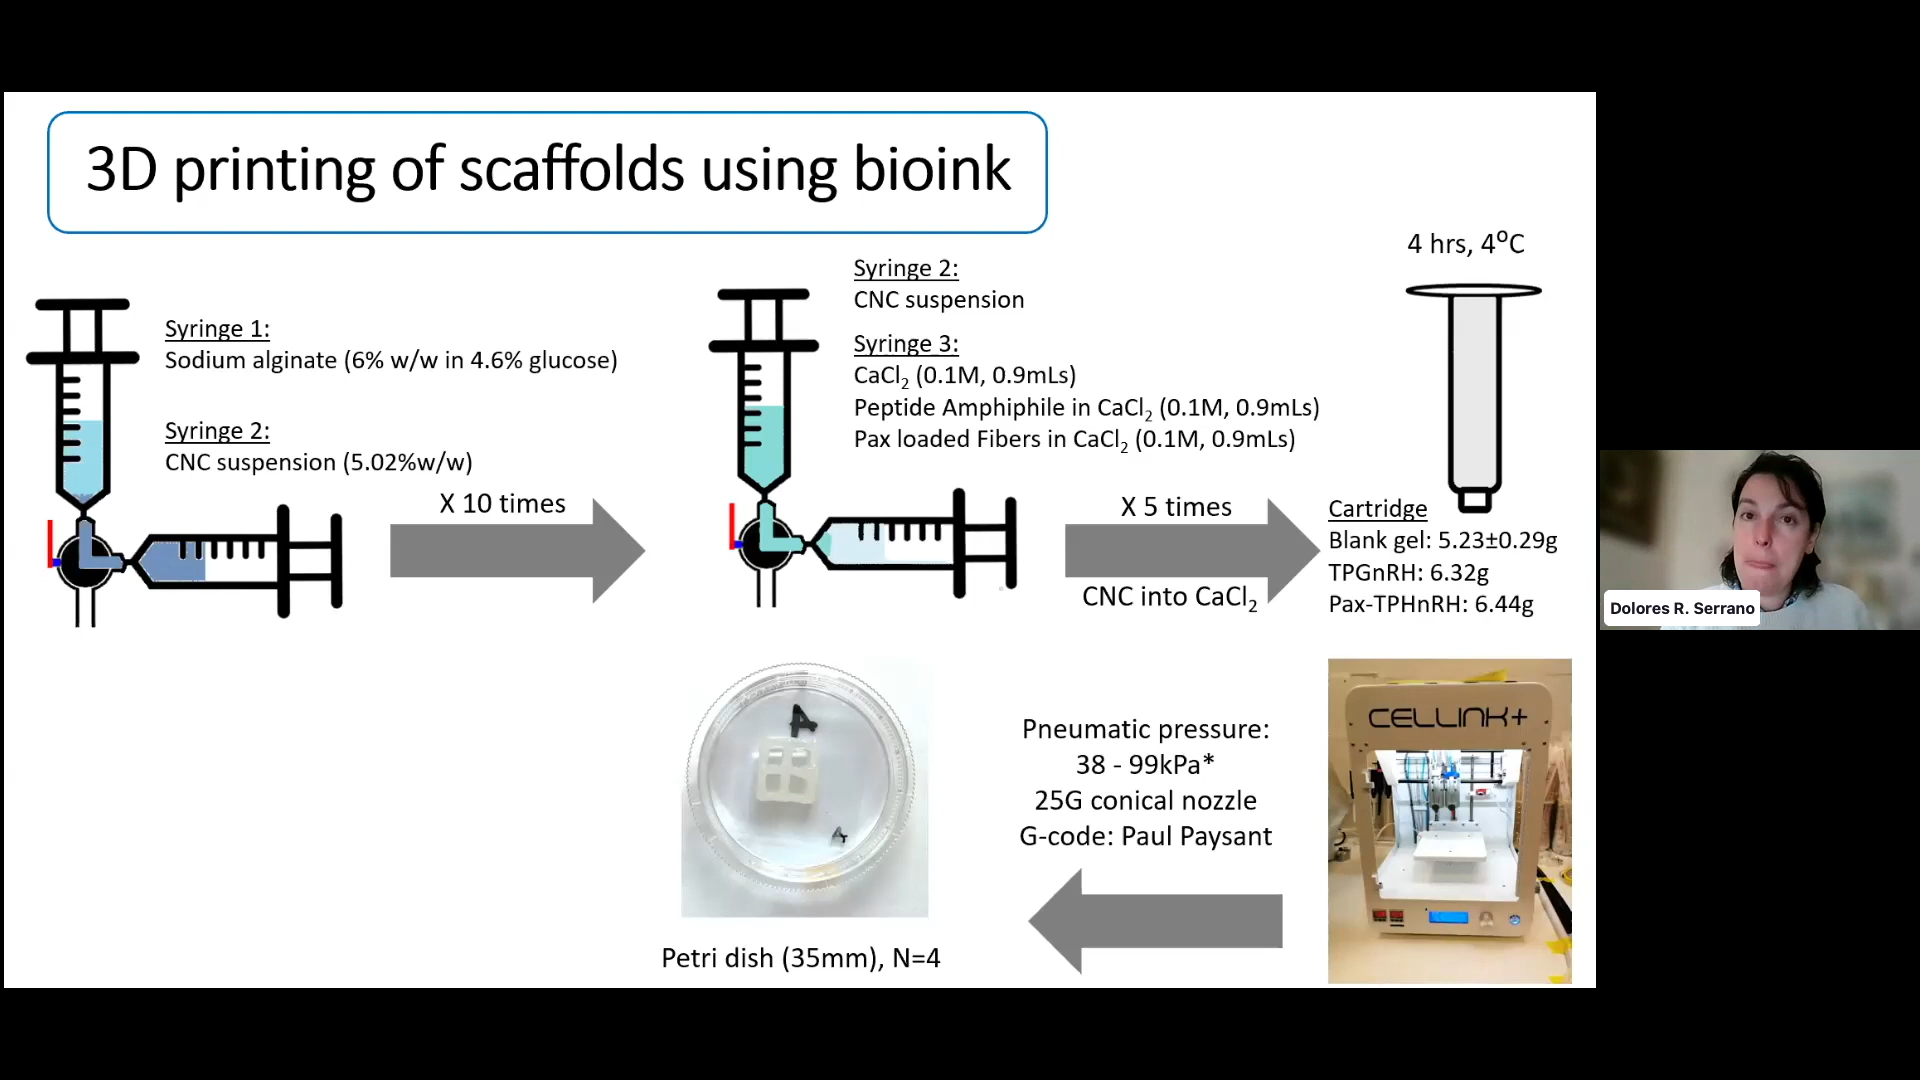 3D printing of scaffolds using bioink
Syringe 1:
Sodium alginate (6% w/w in 4.6% glucose)
Syringe 2:
CNC suspension (5.02%w/w)
X 10 times
Syringe 2:
CNC suspension
Syringe 3:
CaCl₂ (0.1M, 0.9mLs)
Peptide Amphiphile in CaCl₂ (0.1M, 0.9mLs)
Pax loaded Fibers in CaCl₂ (0.1M, 0.9mLs)
X 5 times
CNC into CaCl₂
4 hrs, 4⁰C
Cartridge
Blank gel: 5.23±0.29g
TPGnRH: 6.32g
Pax-TPHnRH: 6.44g
Dolores R. Serrano
CELLINK+
Pneumatic pressure:
38 - 99kPa*
25G conical nozzle
G-code: Paul Paysant
A
A
Petri dish (35mm), N=4